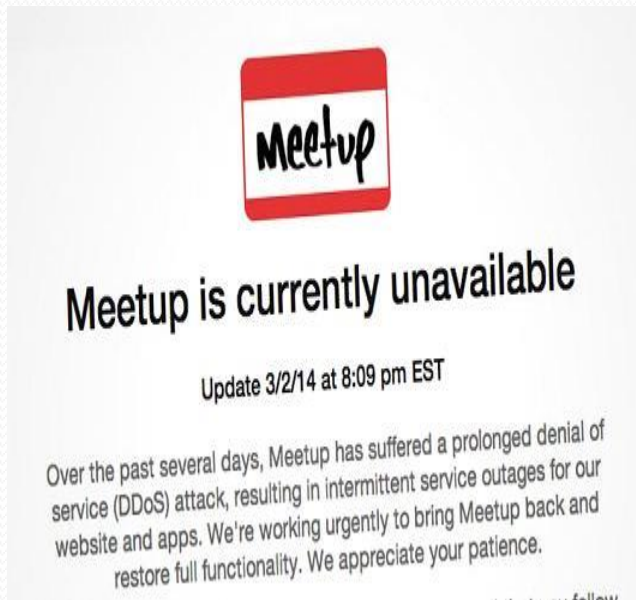 Meetup
Meetup is currently unavailable
Update 3/2/14 at 8:09 pm EST
Over the past several days, Meetup has suffered a prolonged denial of
service (DDoS) attack, resulting in intermittent service outages for our
website and apps. We're working urgently to bring Meetup back and
restore full functionality. We appreciate your patience.
follow